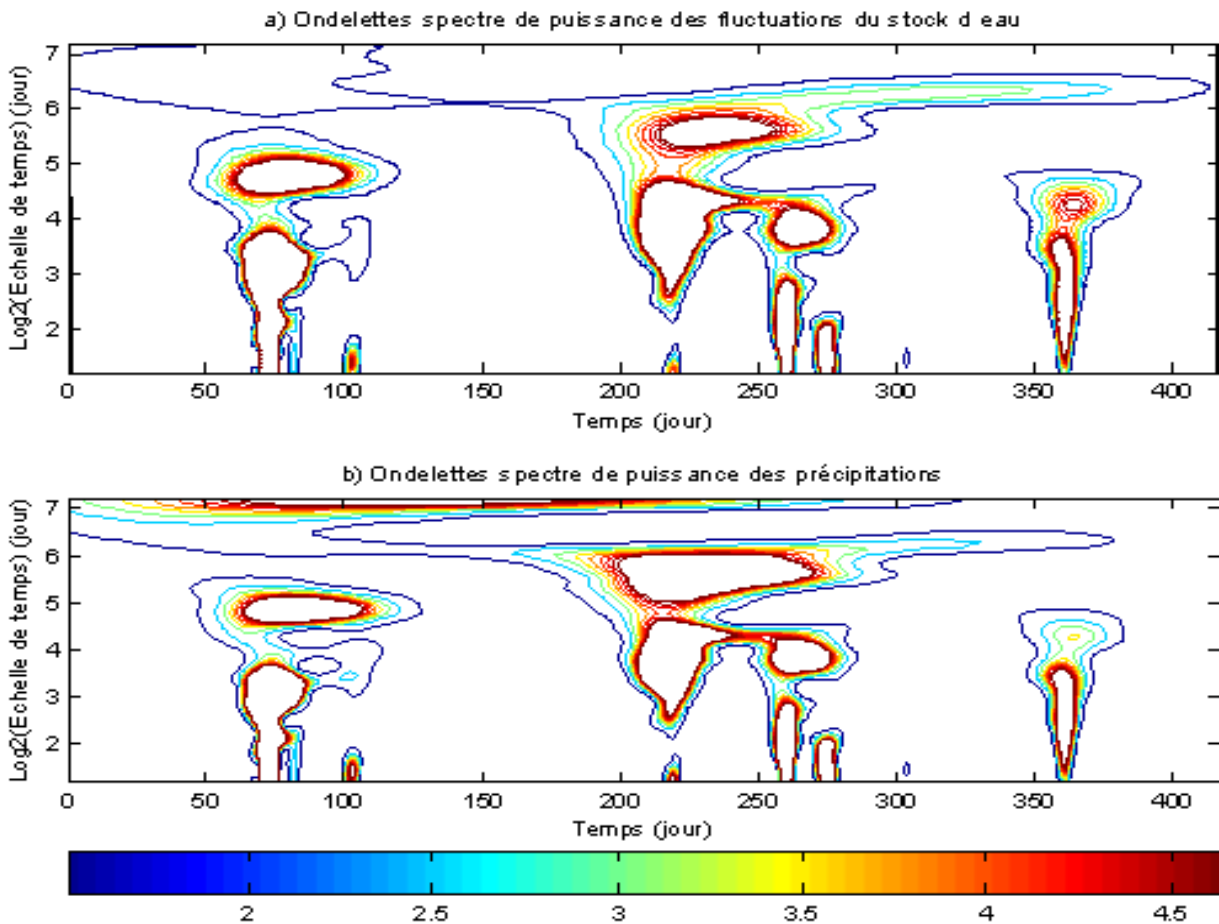 a) Ondelettes spectre de puissance des fluctuations du stock d eau
Log2(Echelle de temps) (jour)
7
6
5
4
3
2
0 50 100 150 200 250 300 350 400
Temps (jour)
b) Ondelettes spectre de puissance des précipitations
Log2(Echelle de temps) (jour)
7
6
5
4
3
2
0 50 100 150 200 250 300 350 400
Temps (jour)
2 2.5 3 3.5 4 4.5